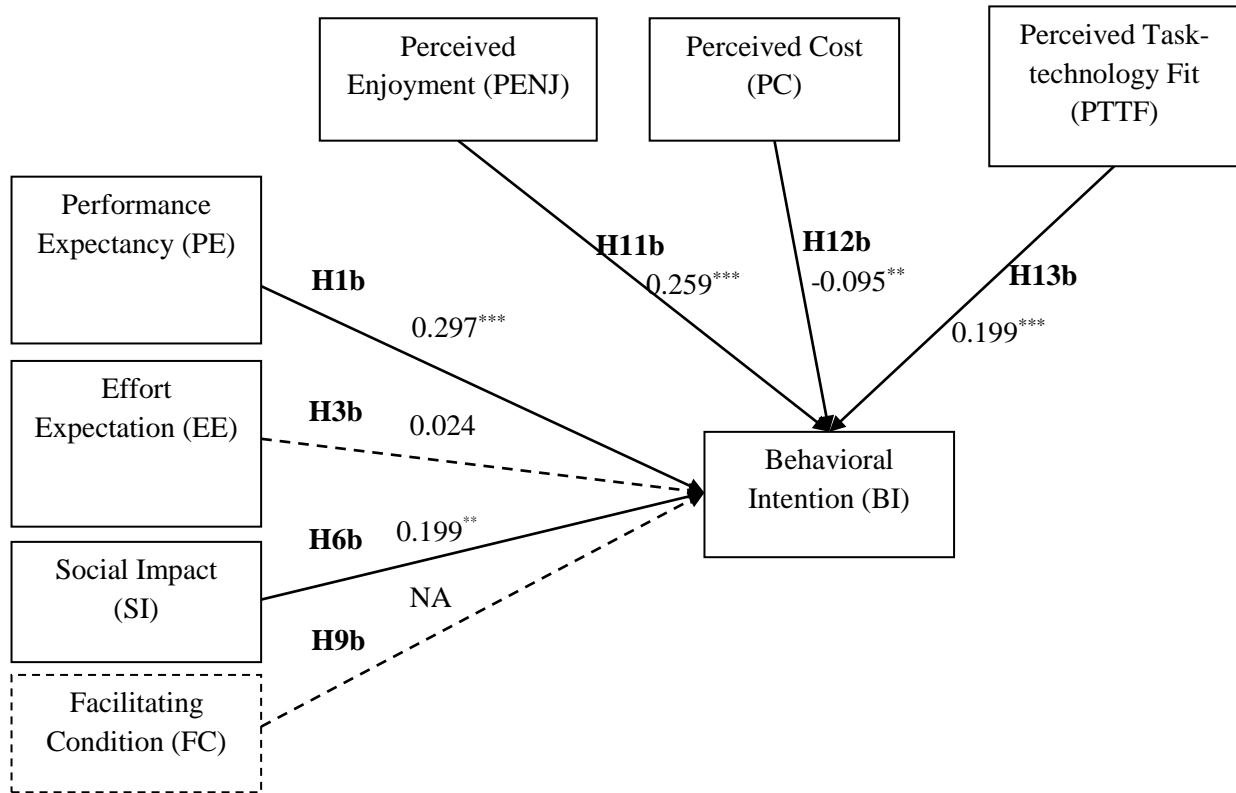 Perceived
Enjoyment (PENJ)
Perceived Cost
(PC)
Perceived Task-
technology Fit
(PTTF)
Performance
Expectancy (PE)
H11b
0.259***
H12b
-0.095**
H13b
0.199***
H1b
0.297***
Effort
Expectation (EE)
H3b
0.024
Behavioral
Intention (BI)
H6b
0.199**
Social Impact
(SI)
NA
H9b
Facilitating
Condition (FC)